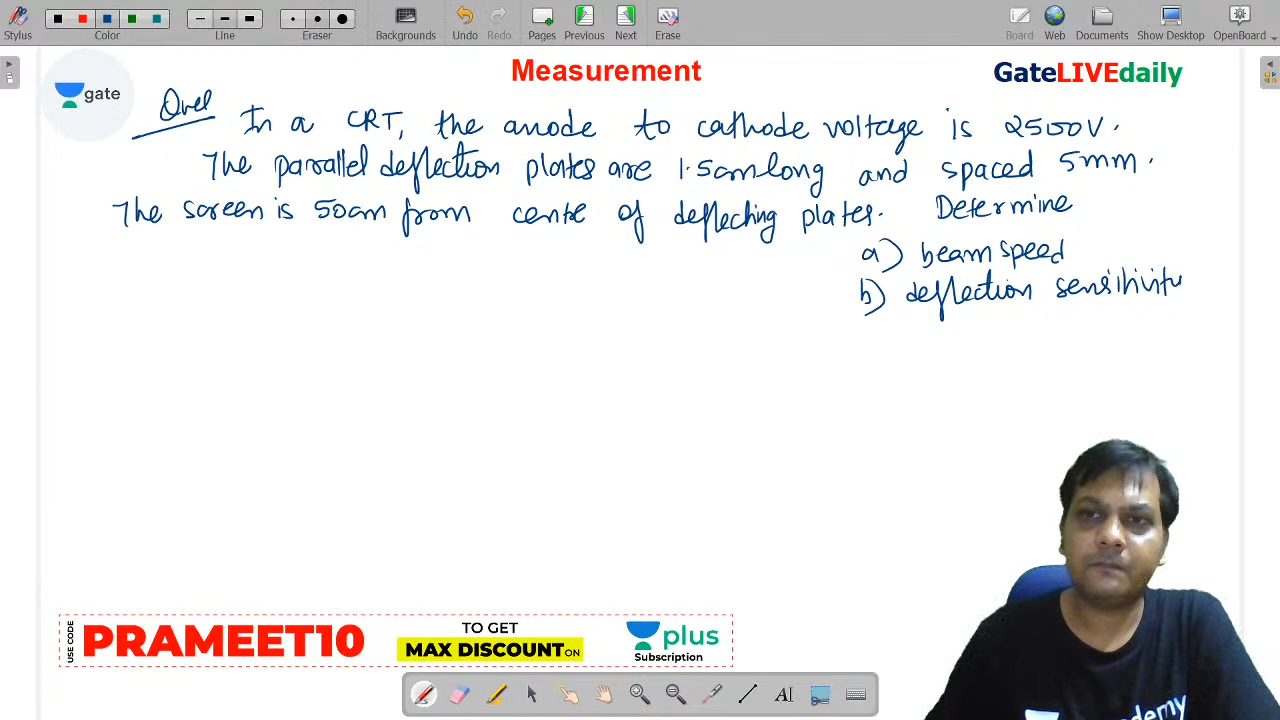 Stylus
Color
Line
Eraser
Backgrounds
Undo
Redo
Pages
Previous
Next
Erase
Board
Web
Documents
Show Desktop
OpenBoard
gate
Measurement
GateLIVEdaily
Ques
In a CRT, the anode to cathode voltage is 2500V.
The parallel deflection plates are 1.5cm long and spaced 5mm.
The screen is 50cm from centre of deflecting plates. Determine
a) beam speed
b) deflection sensitivity
USE CODE
PRAMEET10
TO GET
MAX DISCOUNT ON
plus
Subscription
AI